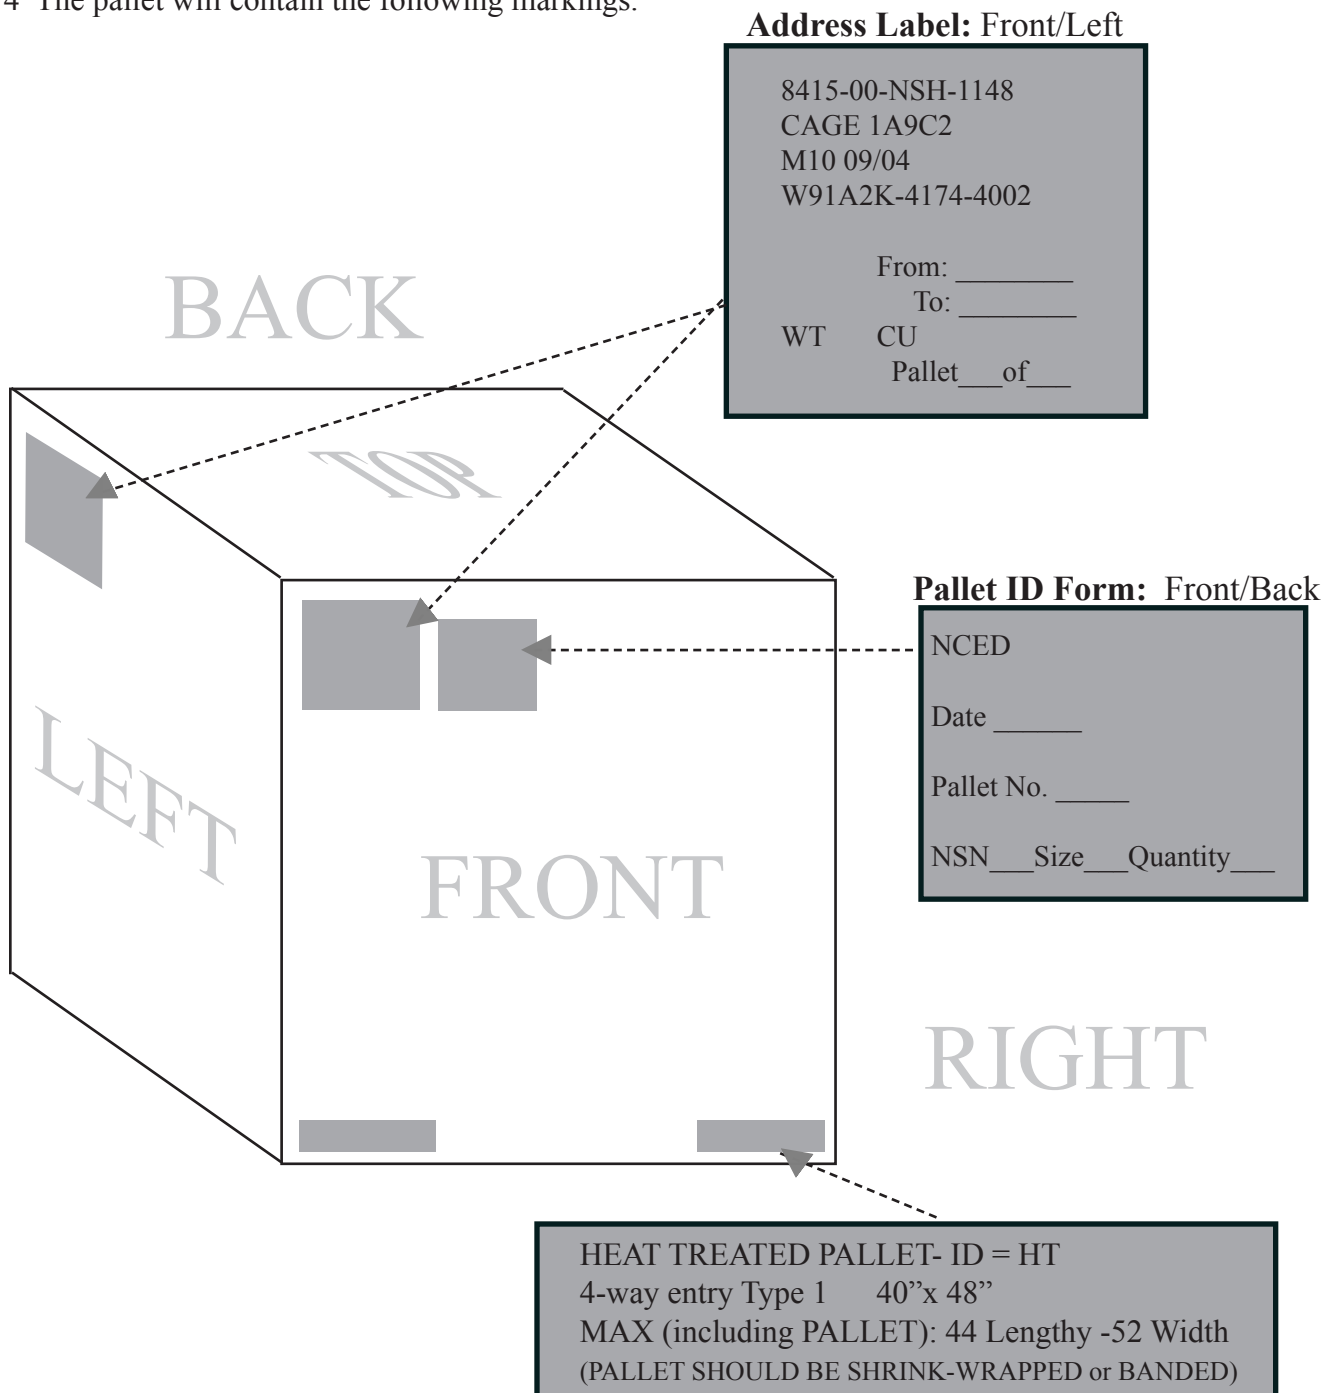 4 The pallet will contain the following markings.
Address Label: Front/Left
8415-00-NSH-1148
CAGE 1A9C2
M10 09/04
W91A2K-4174-4002
From: ________
To: ________
WT CU
Pallet___of___
BACK
TOP
LEFT
FRONT
RIGHT
Pallet ID Form: Front/Back
NCED
Date ______
Pallet No. _____
NSN___Size___Quantity___
HEAT TREATED PALLET- ID = HT
4-way entry Type 1 40”x 48”
MAX (including PALLET): 44 Lengthy -52 Width
(PALLET SHOULD BE SHRINK-WRAPPED or BANDED)